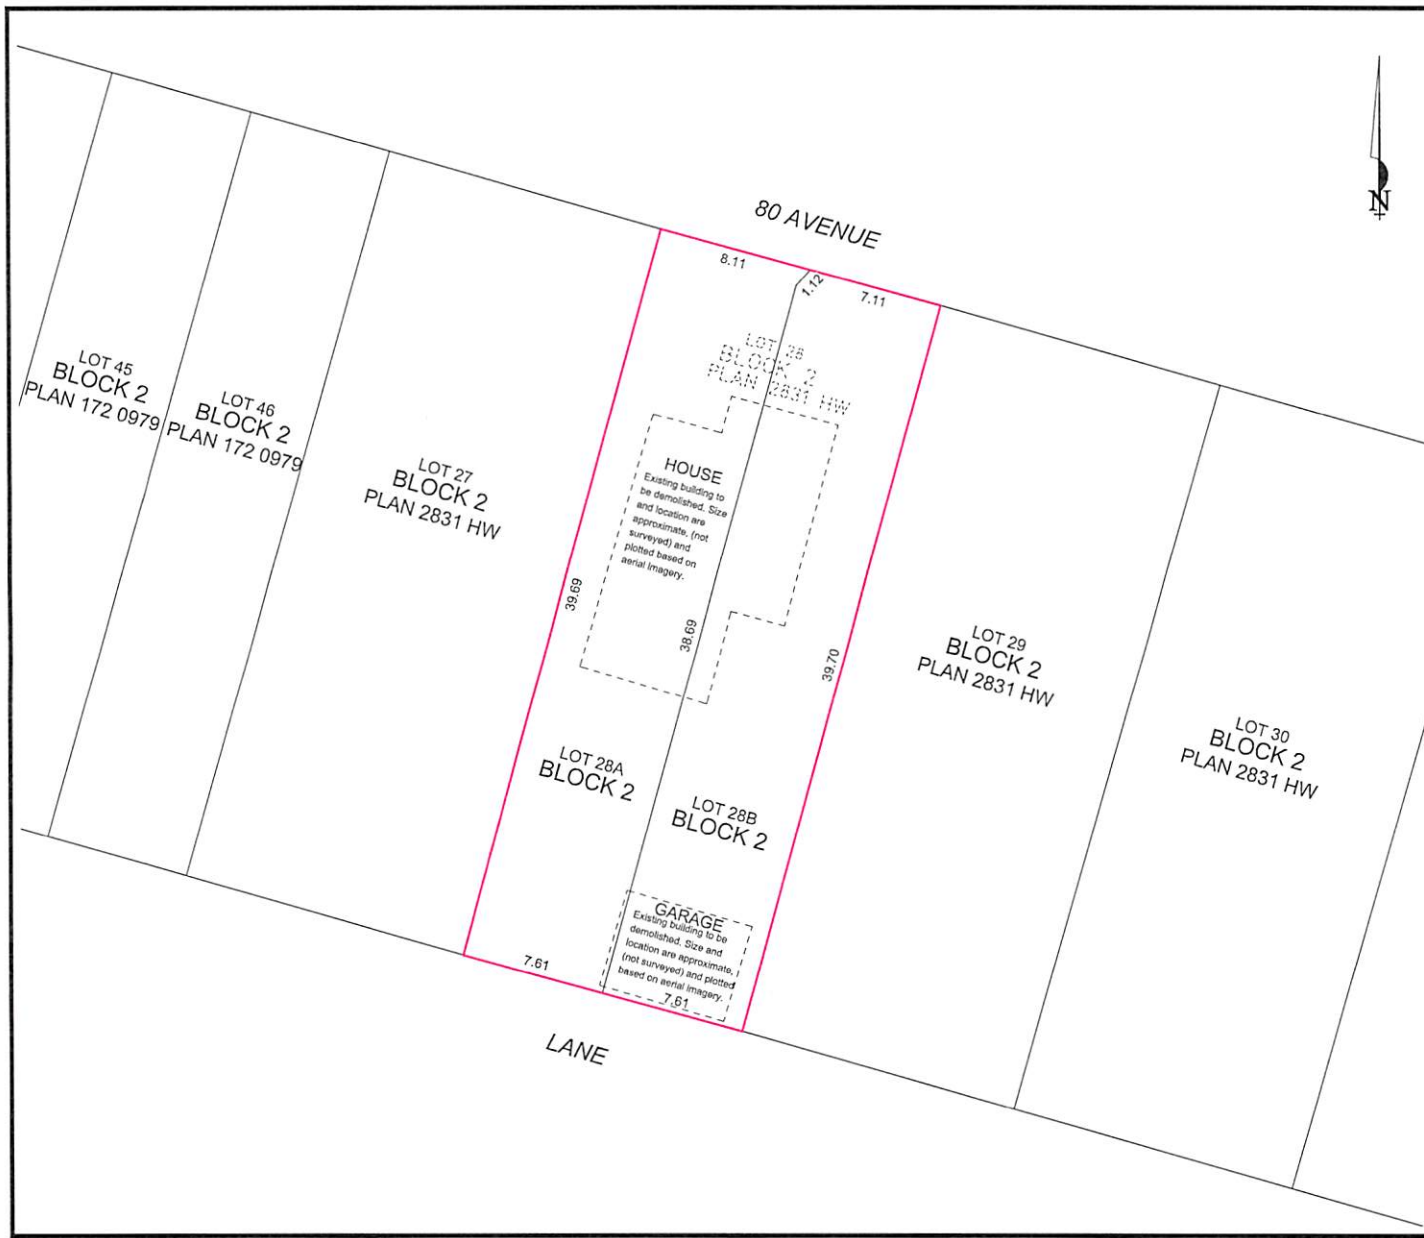 N
80 AVENUE
8.11
1.12
7.11
LOT 28
BLOCK 2
PLAN 2831 HW
LOT 45
BLOCK 2
PLAN 172 0979
LOT 46
BLOCK 2
PLAN 172 0979
LOT 27
BLOCK 2
PLAN 2831 HW
HOUSE
Existing building to
be demolished. Size
and location are
approximate, (not
surveyed) and
plotted based on
aerial imagery.
39.69
38.69
39.70
LOT 29
BLOCK 2
PLAN 2831 HW
LOT 30
BLOCK 2
PLAN 2831 HW
LOT 28A
BLOCK 2
LOT 28B
BLOCK 2
GARAGE
Existing building to be
demolished. Size and
location are approximate,
(not surveyed) and plotted
based on aerial imagery.
7.61
7.61
LANE